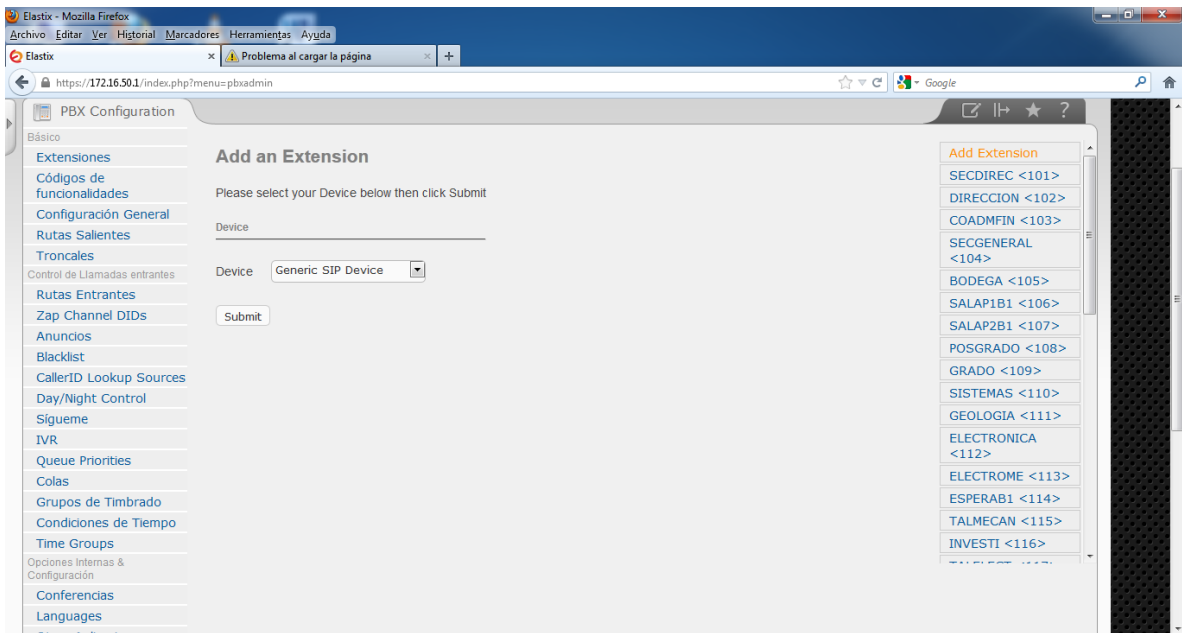 Elastix - Mozilla Firefox
Archivo Editar Ver Historial Marcadores Herramientas Ayuda
Elastix
Problema al cargar la página
https://172.16.50.1/index.php?menu=pbxadmin
Google
PBX Configuration
Básico
Extensiones
Códigos de
funcionalidades
Configuración General
Rutas Salientes
Troncales
Control de Llamadas entrantes
Rutas Entrantes
Zap Channel DIDs
Anuncios
Blacklist
CallerID Lookup Sources
Day/Night Control
Sígueme
IVR
Queue Priorities
Colas
Grupos de Timbrado
Condiciones de Tiempo
Time Groups
Opciones Internas &
Configuración
Conferencias
Languages
Add an Extension
Please select your Device below then click Submit
Device
Device Generic SIP Device
Submit
Add Extension
SECDIREC <101>
DIRECCION <102>
COADMFIN <103>
SECGENERAL
<104>
BODEGA <105>
SALAP1B1 <106>
SALAP2B1 <107>
POSGRADO <108>
GRADO <109>
SISTEMAS <110>
GEOLOGIA <111>
ELECTRONICA
<112>
ELECTROME <113>
ESPERAB1 <114>
TALMECAN <115>
INVESTI <116>